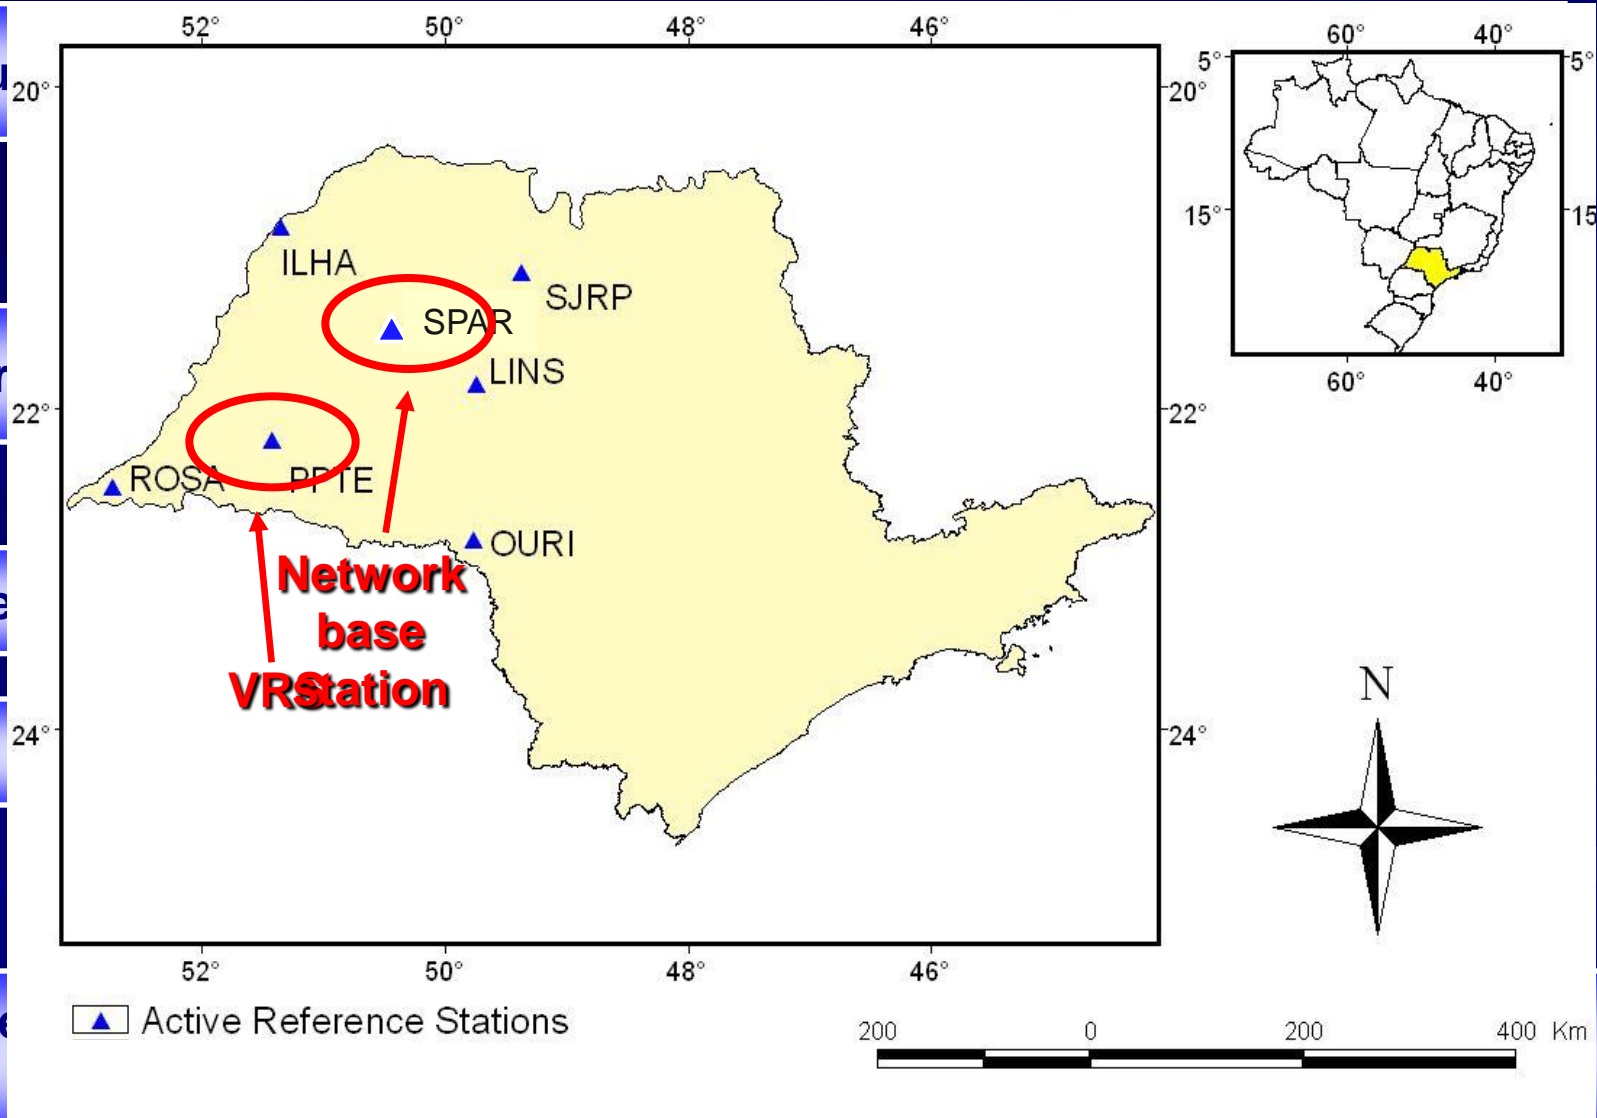 52° 50° 48° 46°
60° 40°
5° 5°
20° 20°
15° 15
ILHA
SJRP
SPAR
LINS
60° 40°
22° 22°
ROSA PPTE
OURI
Network
base
station
VRS
N
24° 24°
52° 50° 48° 46°
Active Reference Stations
200 0 200 400 Km